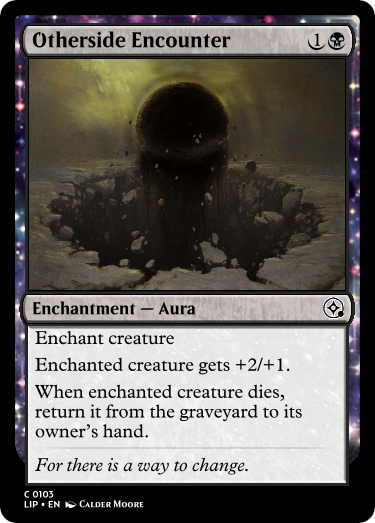 Otherside Encounter 1
Enchantment — Aura
Enchant creature
Enchanted creature gets +2/+1.
When enchanted creature dies,
return it from the graveyard to its
owner's hand.
For there is a way to change.
C 0103
LIP • EN CALDER MOORE